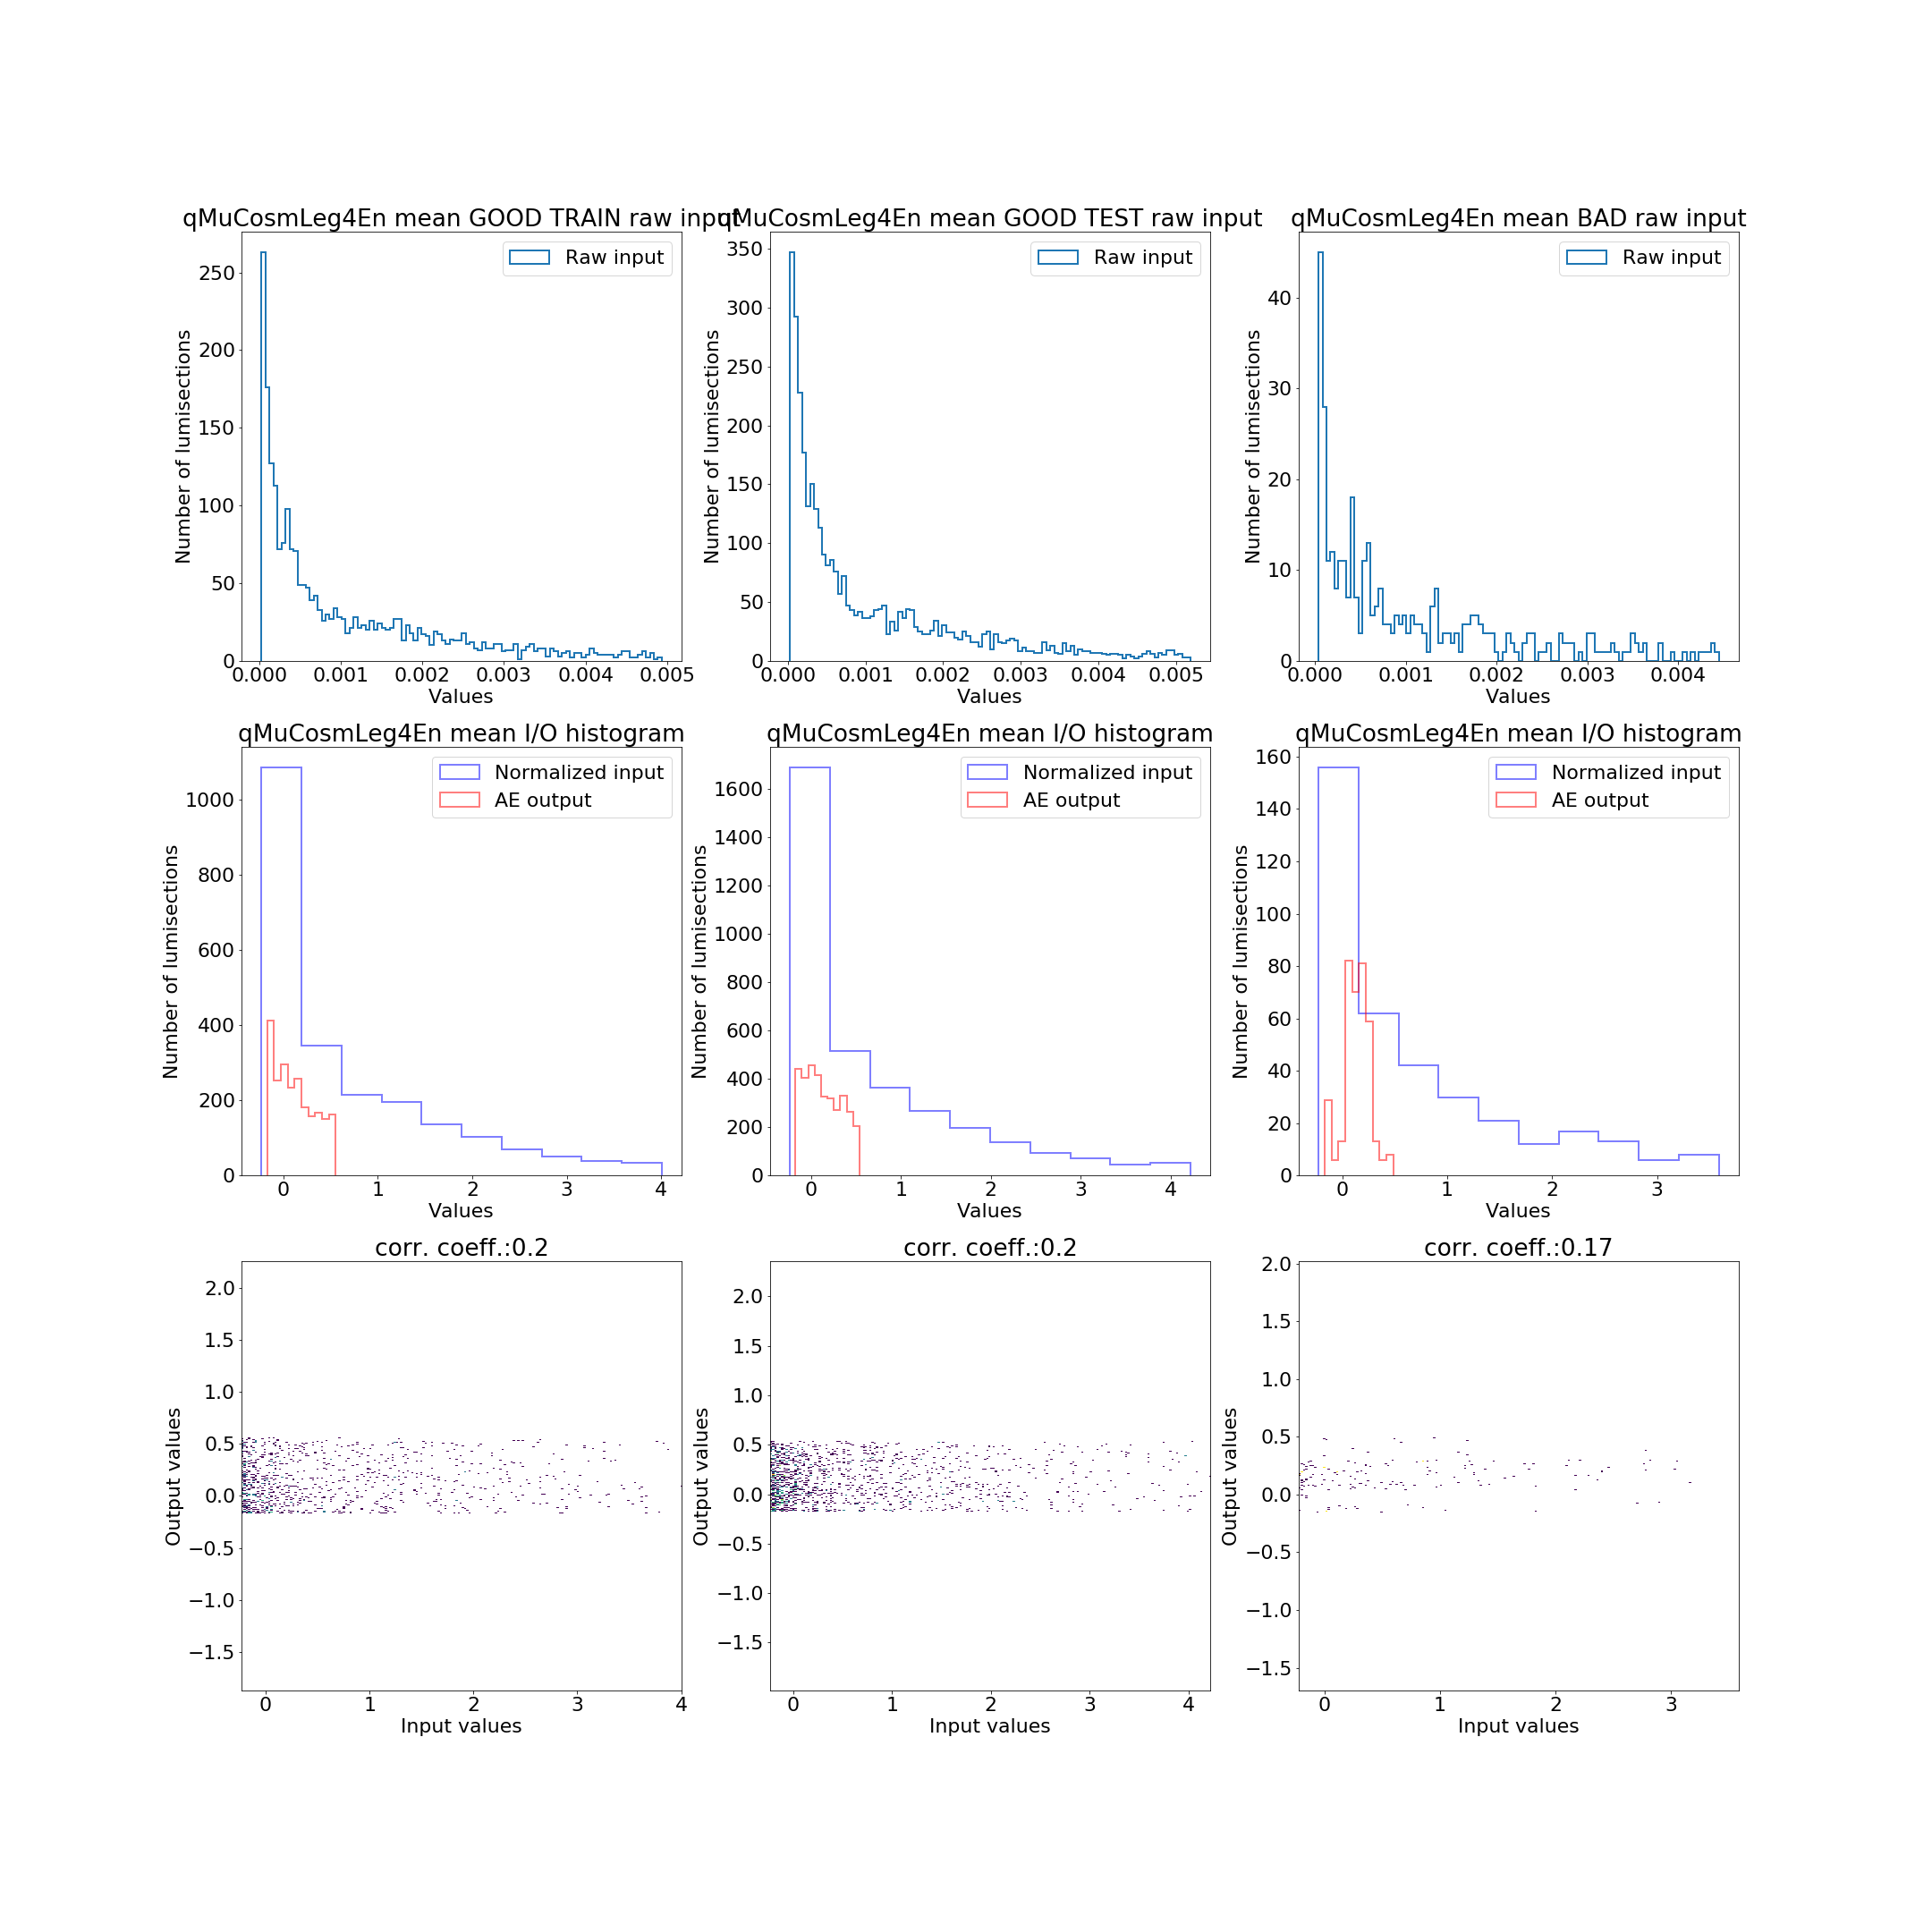 qMuCosmLeg4En mean GOOD TRAIN raw input
Number of lumisections
250
200
150
100
50
0
Raw input
0.000 0.001 0.002 0.003 0.004 0.005
Values
qMuCosmLeg4En mean GOOD TEST raw input
Number of lumisections
350
300
250
200
150
100
50
0
Raw input
0.000 0.001 0.002 0.003 0.004 0.005
Values
qMuCosmLeg4En mean BAD raw input
Number of lumisections
40
30
20
10
0
Raw input
0.000 0.001 0.002 0.003 0.004
Values
qMuCosmLeg4En mean I/O histogram
Number of lumisections
1000
800
600
400
200
0
Normalized input
AE output
0 1 2 3 4
Values
qMuCosmLeg4En mean I/O histogram
Number of lumisections
1600
1400
1200
1000
800
600
400
200
0
Normalized input
AE output
0 1 2 3 4
Values
qMuCosmLeg4En mean I/O histogram
Number of lumisections
160
140
120
100
80
60
40
20
0
Normalized input
AE output
0 1 2 3
Values
corr. coeff.:0.2
Output values
2.0
1.5
1.0
0.5
0.0
−0.5
−1.0
−1.5
0 1 2 3 4
Input values
corr. coeff.:0.2
Output values
2.0
1.5
1.0
0.5
0.0
−0.5
−1.0
−1.5
0 1 2 3 4
Input values
corr. coeff.:0.17
Output values
2.0
1.5
1.0
0.5
0.0
−0.5
−1.0
−1.5
0 1 2 3
Input values